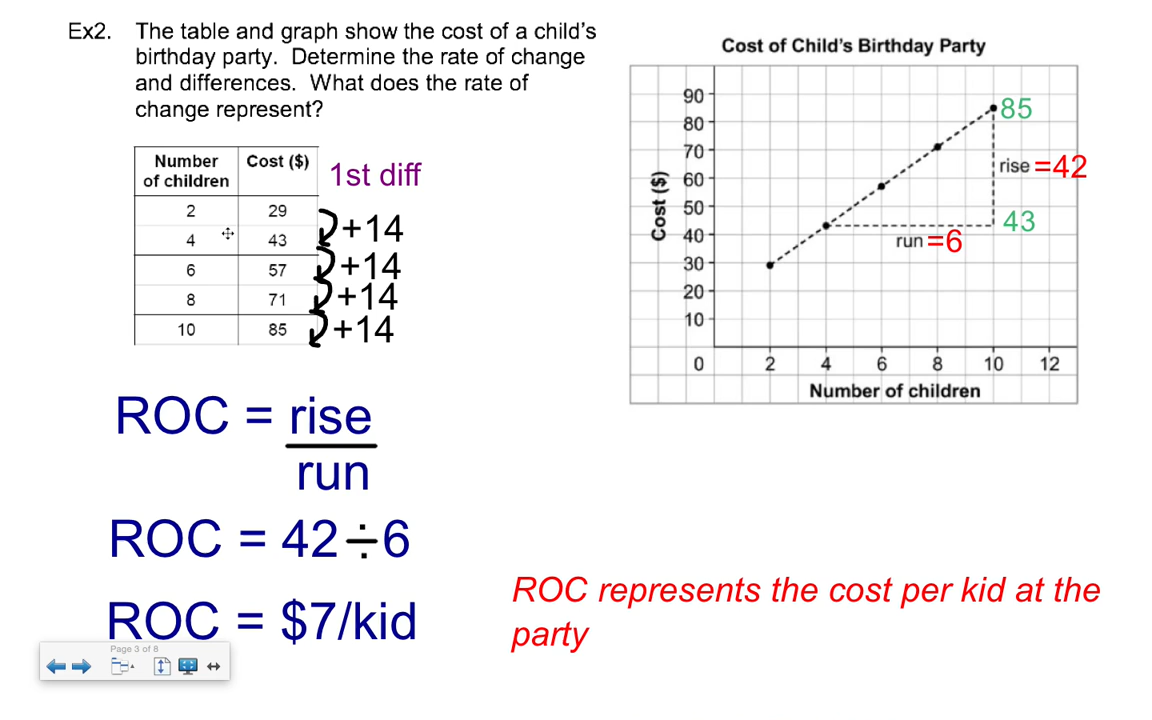 Ex2. The table and graph show the cost of a child's
birthday party. Determine the rate of change
and differences. What does the rate of
change represent?
Number of children Cost ($) 1st diff
2 29
4 43 +14
6 57 +14
8 71 +14
10 85 +14
ROC = rise
run
ROC = 42÷6
ROC = $7/kid
Page 3 of 8
Cost of Child's Birthday Party
Cost ($)
90
80
70
60
50
40
30
20
10
0 2 4 6 8 10 12
Number of children
85
rise =42
43
run=6
ROC represents the cost per kid at the
party